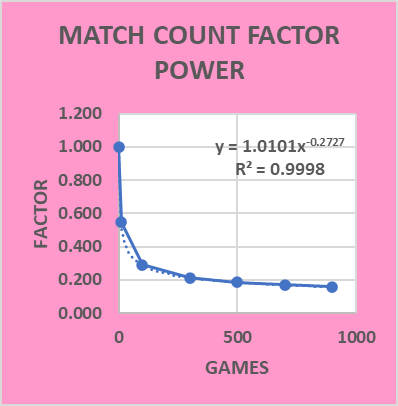 MATCH COUNT FACTOR
POWER
1.200
1.000
0.800
0.600
0.400
0.200
0.000
FACTOR
y = 1.0101x^-0.2727
R² = 0.9998
0 500 1000
GAMES